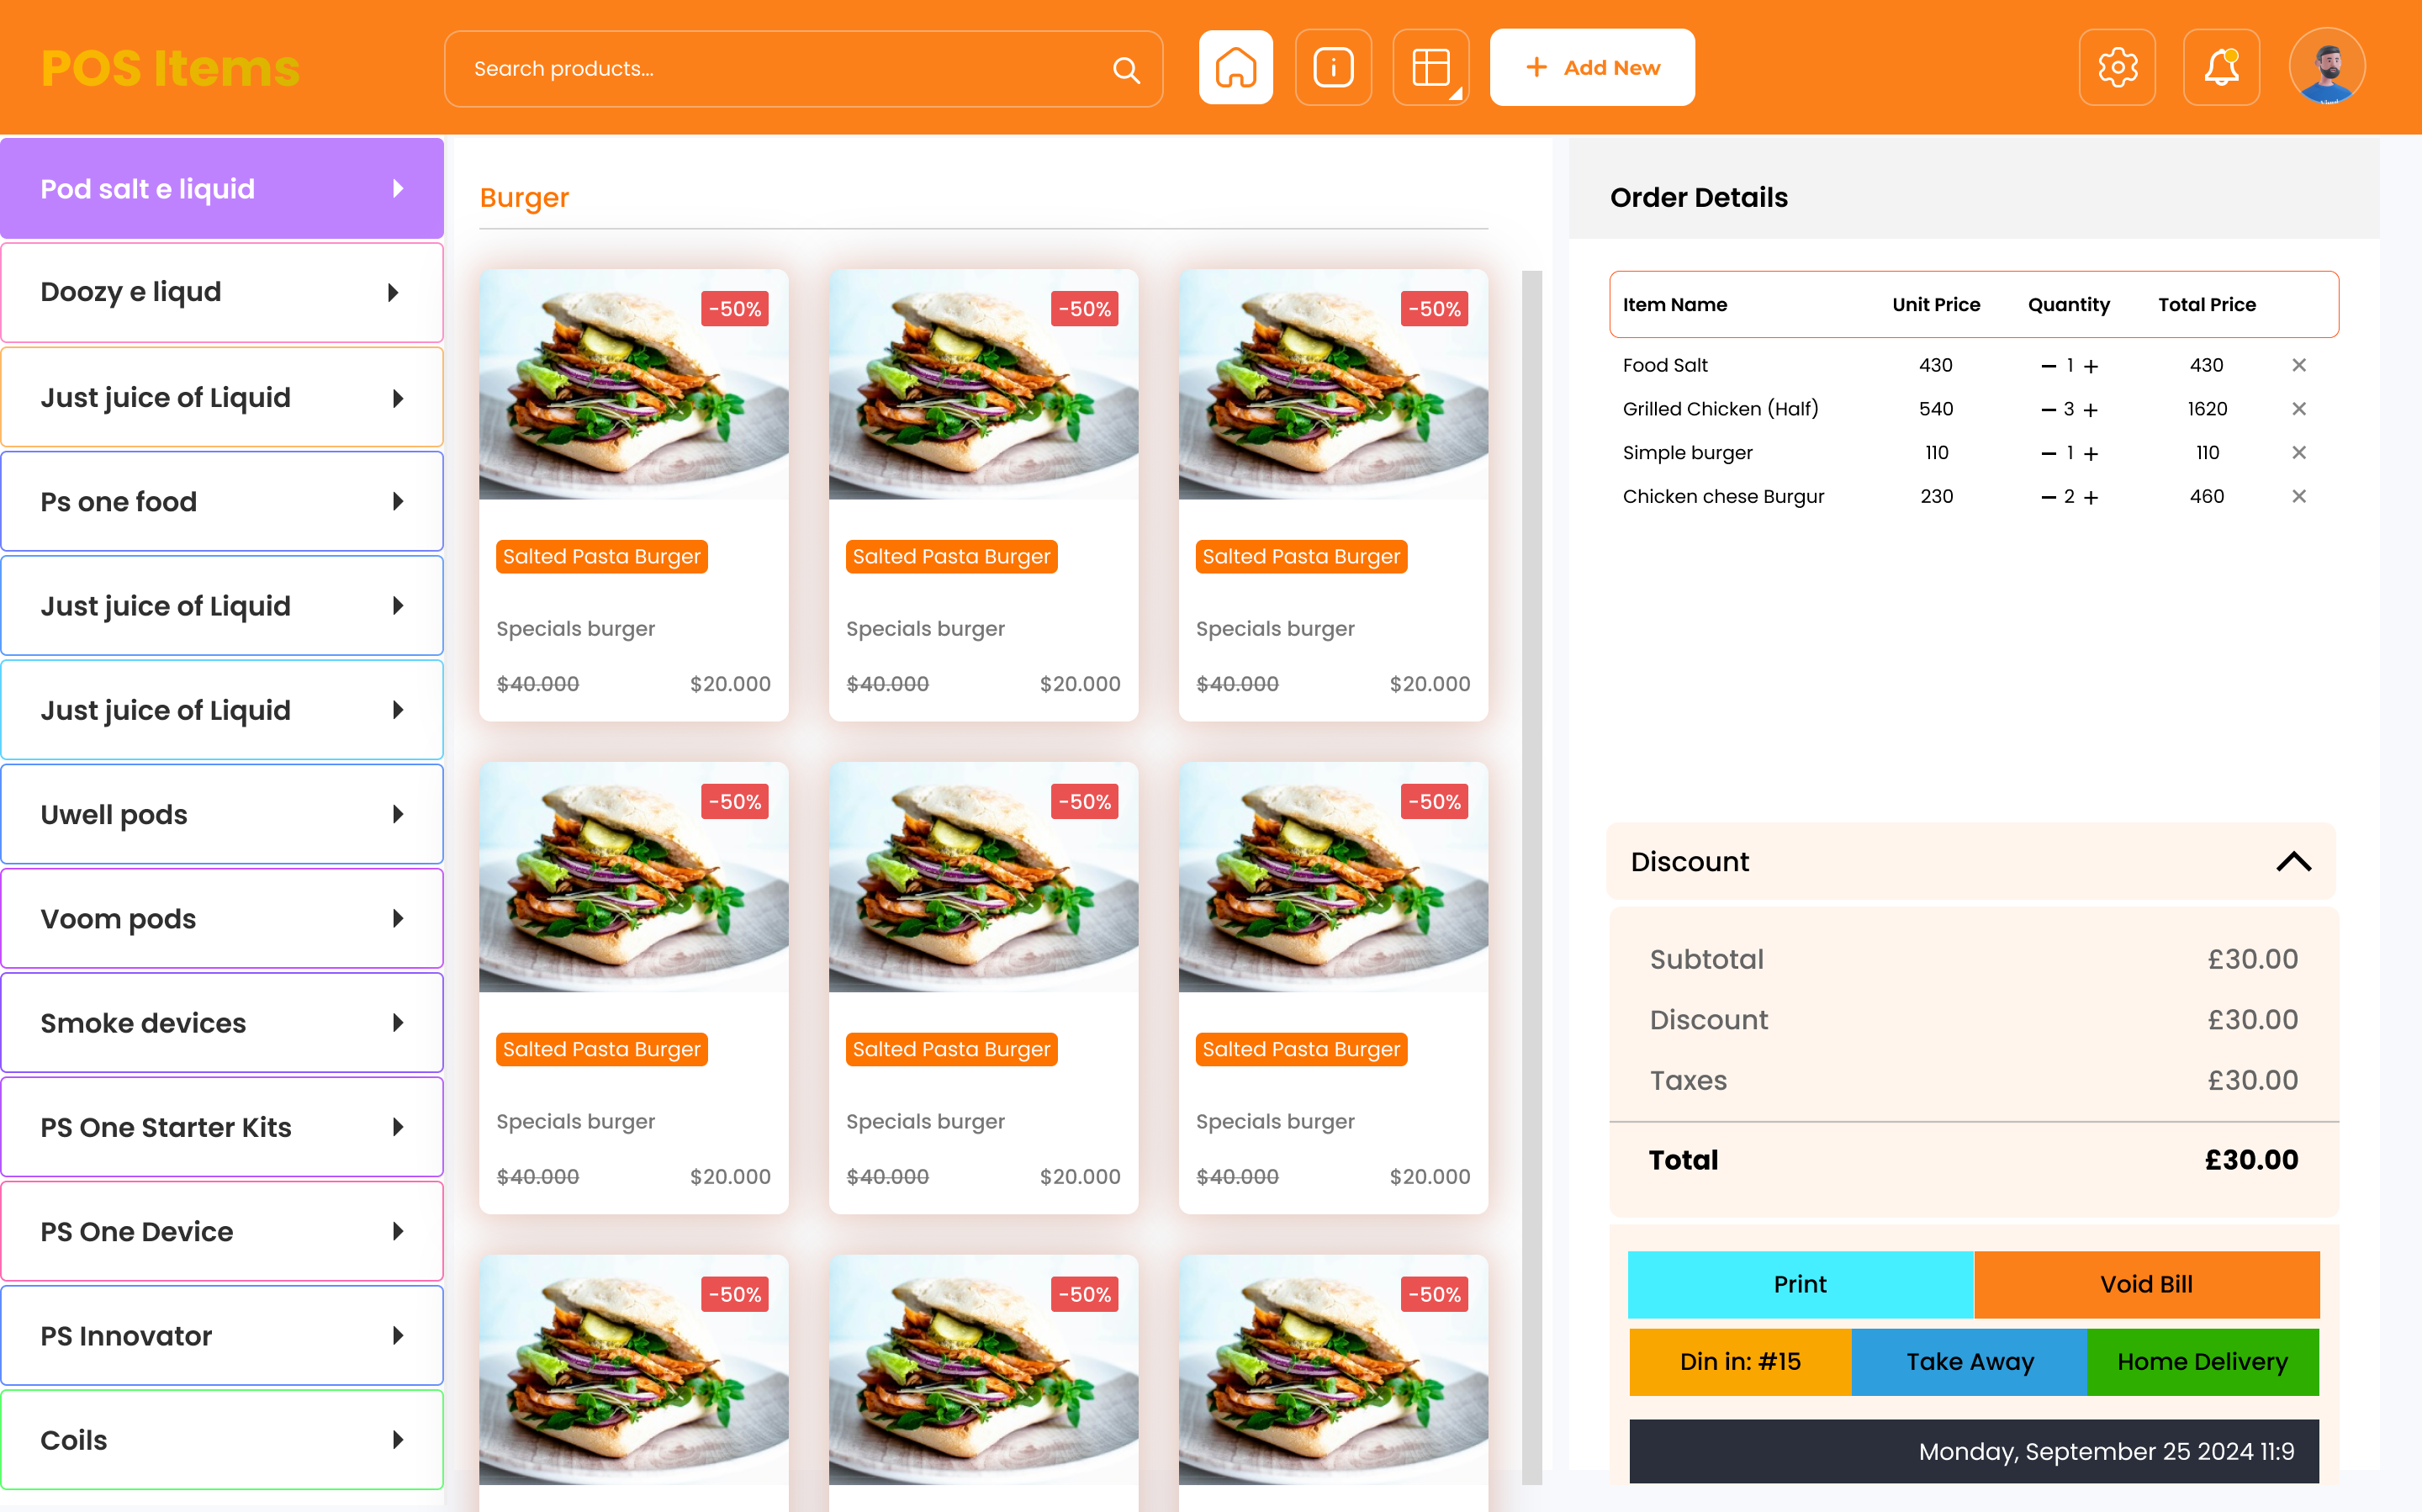 POS Items
Search products...
Add New
Pod salt e liquid
Doozy e liqud
Just juice of Liquid
Ps one food
Just juice of Liquid
Just juice of Liquid
Uwell pods
Voom pods
Smoke devices
PS One Starter Kits
PS One Device
PS Innovator
Coils
Burger
-50% -50% -50%
Salted Pasta Burger Salted Pasta Burger Salted Pasta Burger
Specials burger Specials burger Specials burger
$40.000 $20.000 $40.000 $20.000 $40.000 $20.000
-50% -50% -50%
Salted Pasta Burger Salted Pasta Burger Salted Pasta Burger
Specials burger Specials burger Specials burger
$40.000 $20.000 $40.000 $20.000 $40.000 $20.000
-50% -50% -50%
Order Details
Item Name Unit Price Quantity Total Price
Food Salt 430 − 1 + 430 ×
Grilled Chicken (Half) 540 − 3 + 1620 ×
Simple burger 110 − 1 + 110 ×
Chicken chese Burgur 230 − 2 + 460 ×
Discount
Subtotal £30.00
Discount £30.00
Taxes £30.00
Total £30.00
Print Void Bill
Din in: #15 Take Away Home Delivery
Monday, September 25 2024 11:9